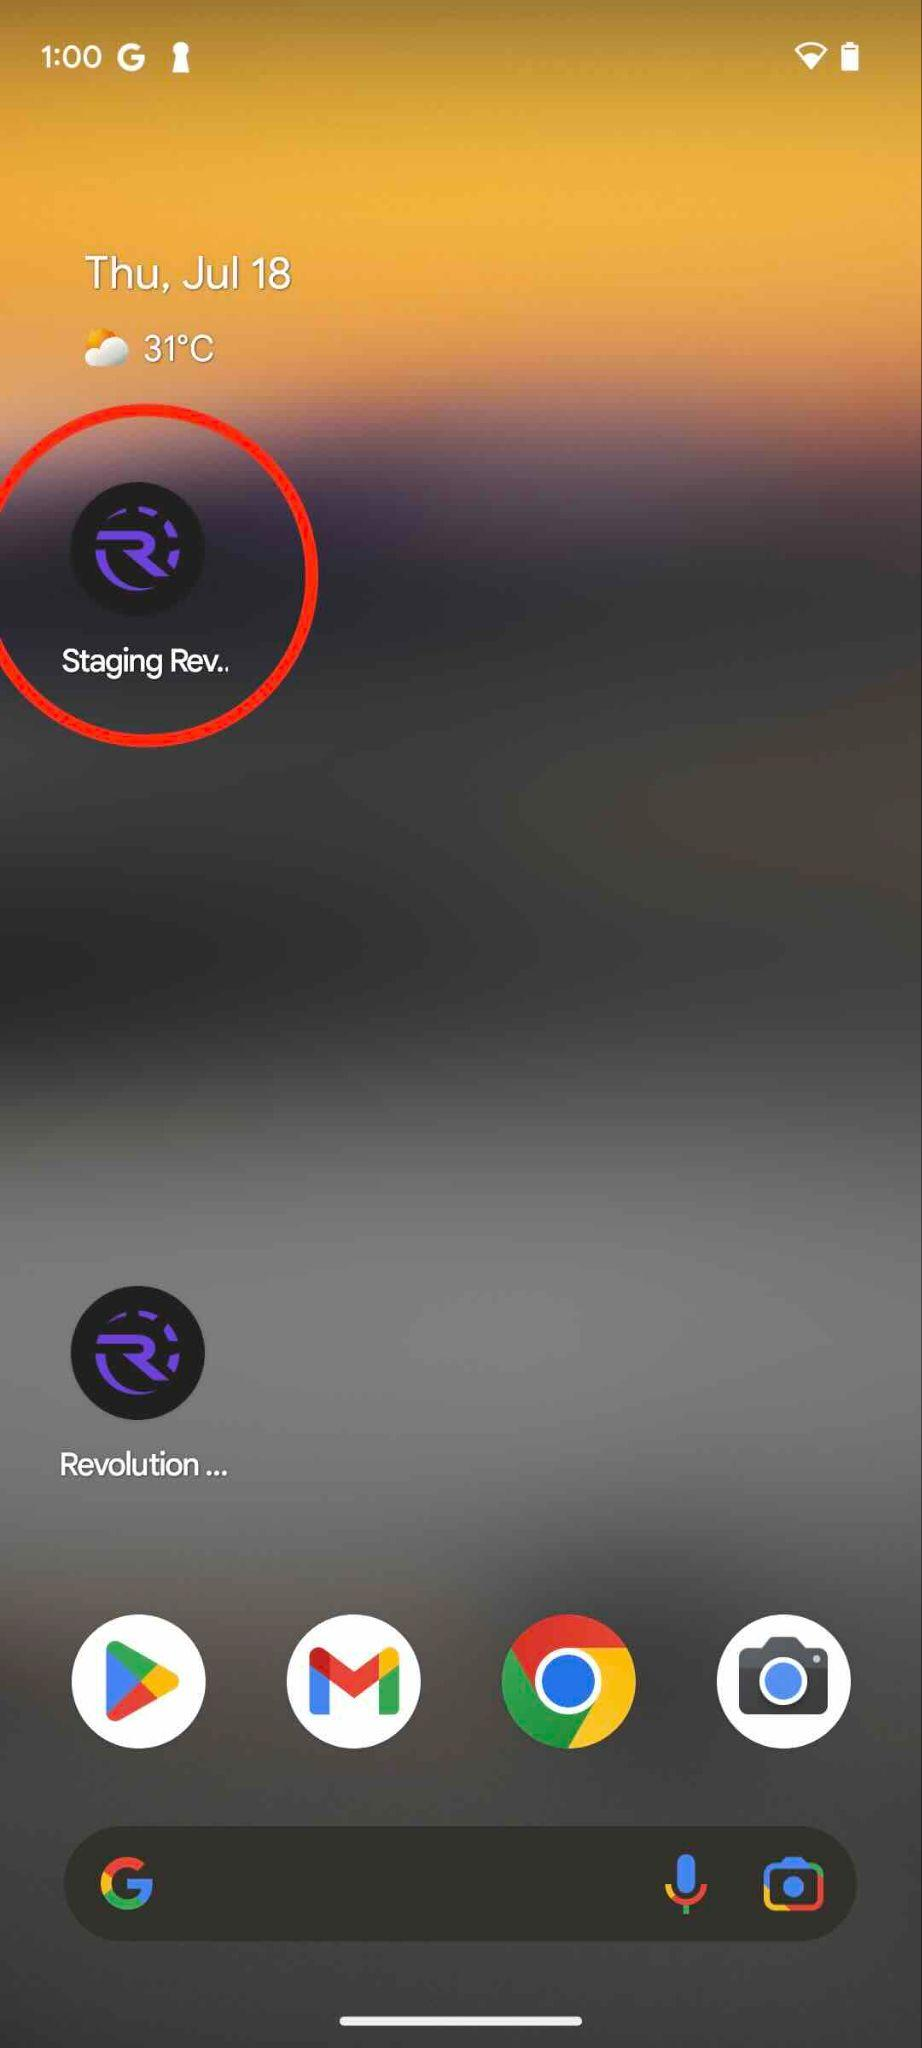 1:00
Thu, Jul 18
31°C
Staging Rev..
Revolution ...